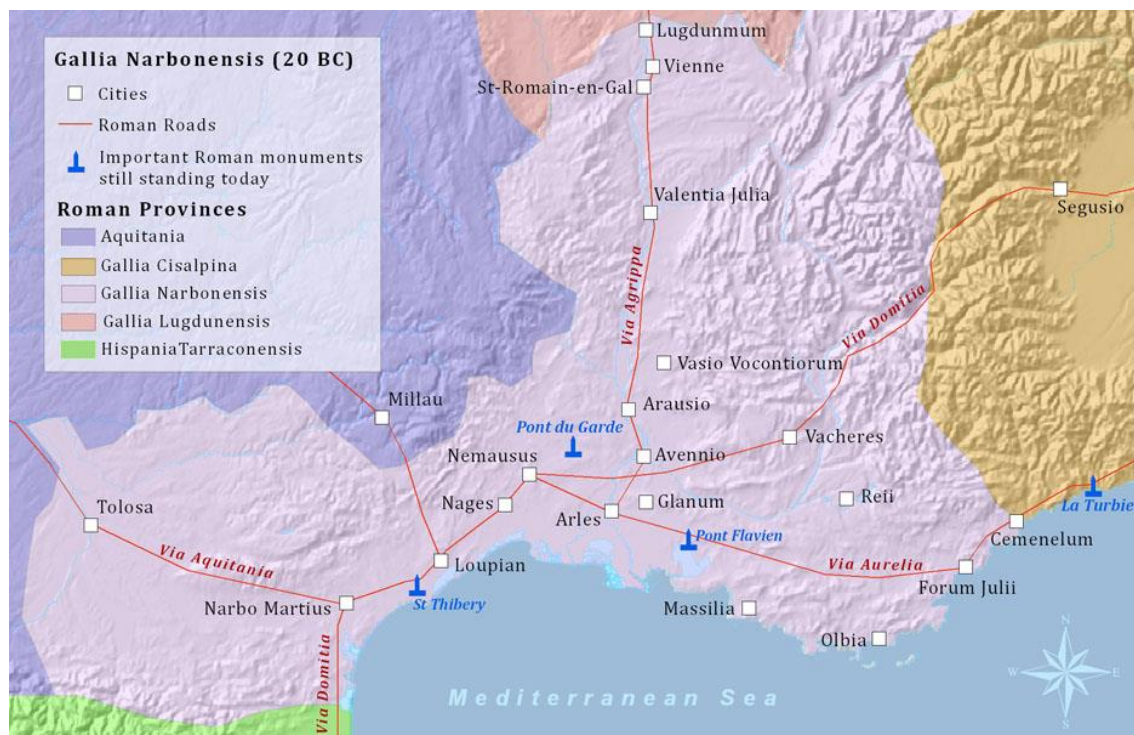 Gallia Narbonensis (20 BC)
Cities
Roman Roads
Important Roman monuments
still standing today
Roman Provinces
Aquitania
Gallia Cisalpina
Gallia Narbonensis
Gallia Lugdunensis
HispaniaTarraconensis
Lugdunmum
Vienne
St-Romain-en-Gal
Valentia Julia
Segusio
Via Agrippa
Via Domitia
Vasio Vocontiorum
Millau
Arausio
Pont du Garde
Vacheres
Nemausus
Avennio
Tolosa
Nages
Glanum
Reii
Arles
La Turbie
Pont Flavien
Cemenelum
Via Aquitania
Loupian
Via Aurelia
Forum Julii
Narbo Martius
St Thibery
Massilia
Olbia
Via Domitia
Mediterranean Sea
N
W
E
S